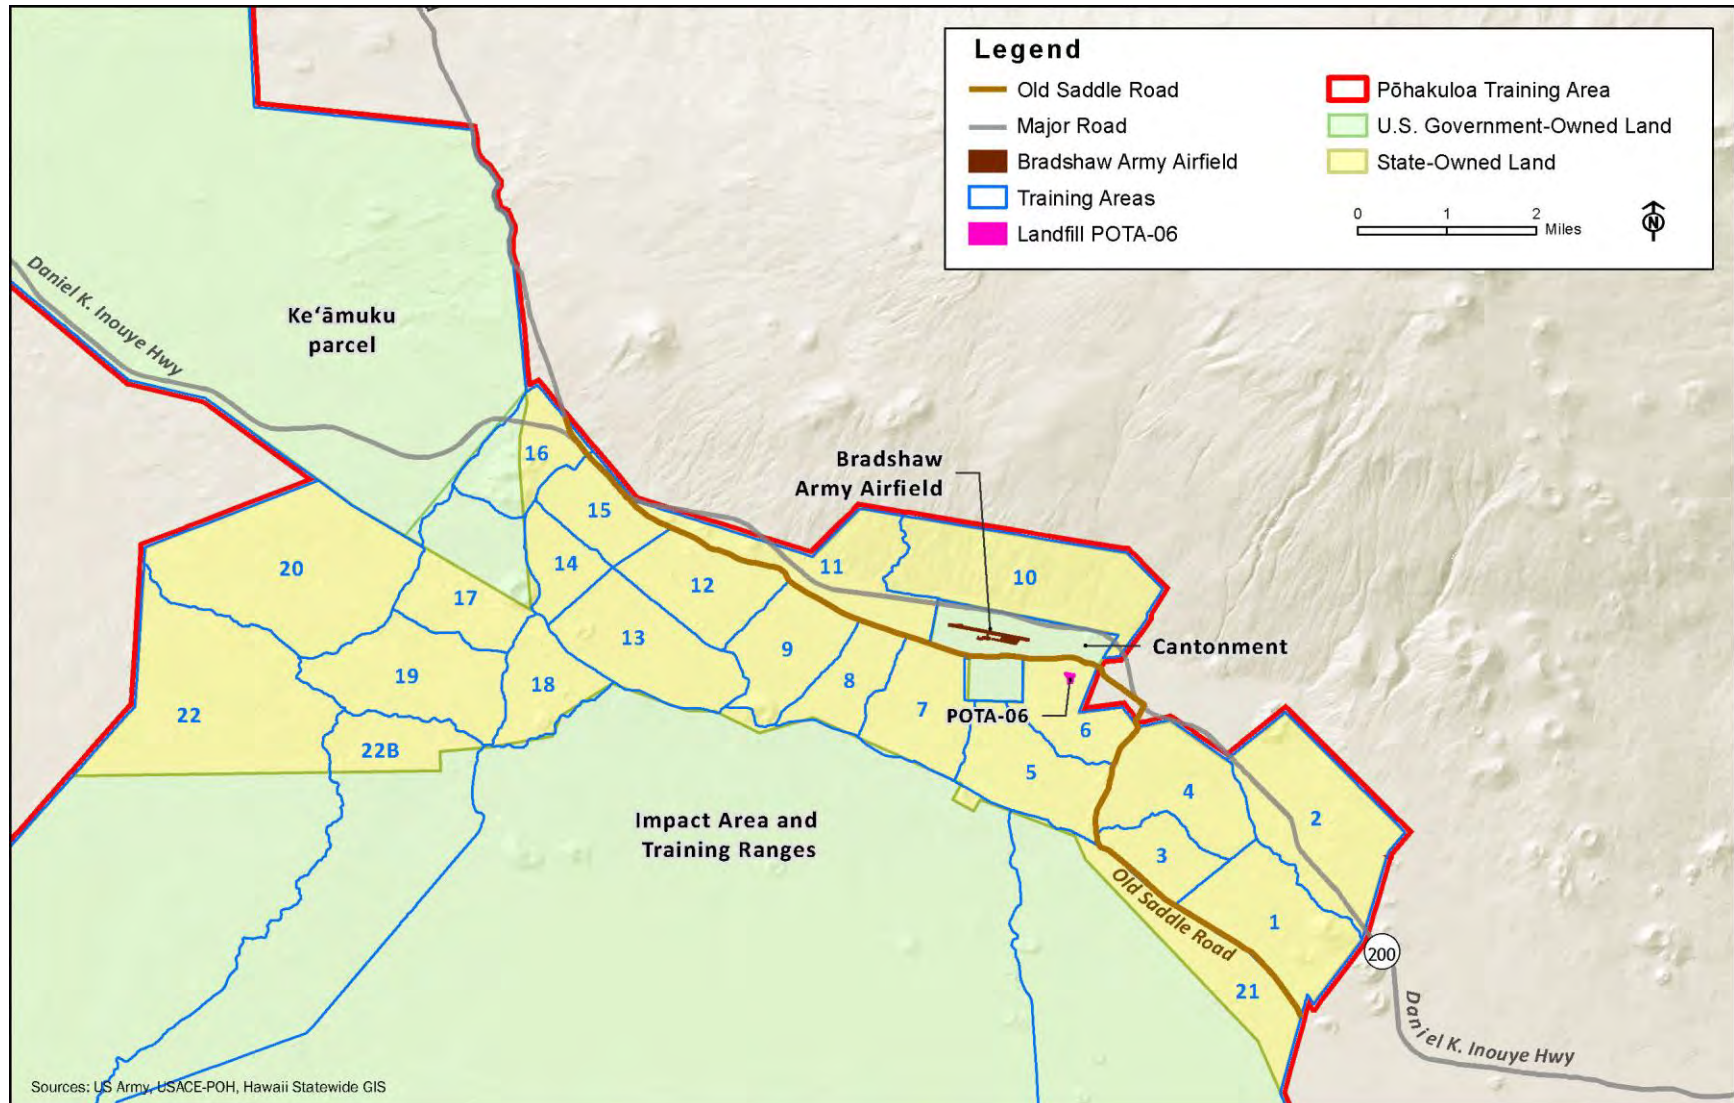 Legend
Old Saddle Road
Major Road
Bradshaw Army Airfield
Training Areas
Landfill POTA-06
Pōhakuloa Training Area
U.S. Government-Owned Land
State-Owned Land
0 1 2
Miles
N
Daniel K. Inouye Hwy
Keʻāmuku
parcel
Bradshaw
Army Airfield
16
15
14
12
11
10
20
17
13
9
8
7
Cantonment
POTA-06
19
18
22
22B
6
5
4
2
3
1
Impact Area and
Training Ranges
Old Saddle Road
21
200
Daniel K. Inouye Hwy
Sources: US Army, USACE-POH, Hawaii Statewide GIS